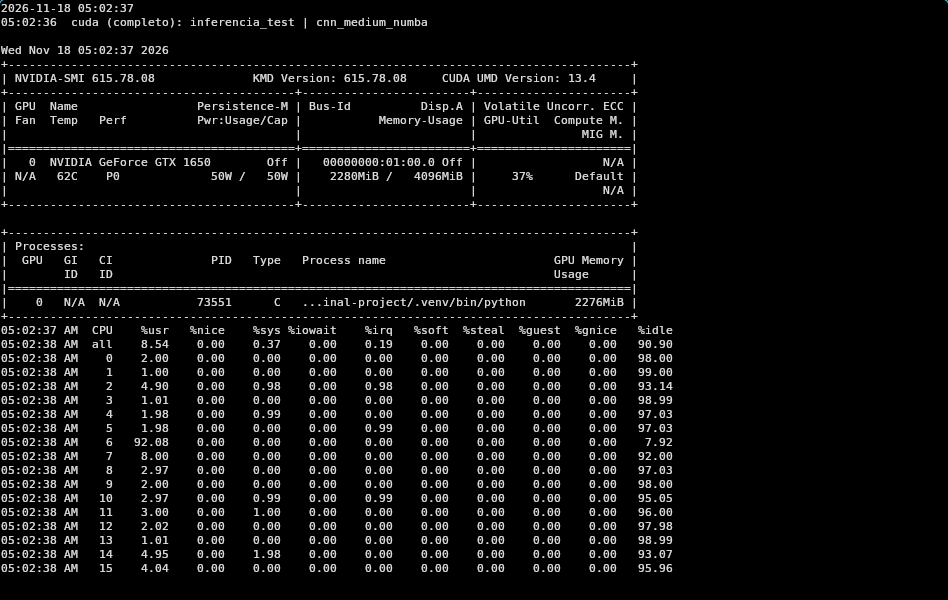 2026-11-18 05:02:37
05:02:36  cuda (completo): inferencia_test | cnn_medium_numba
Wed Nov 18 05:02:37 2026
+-----------------------------------------------------------------------------------------+
| NVIDIA-SMI 615.78.08              KMD Version: 615.78.08     CUDA UMD Version: 13.4     |
+-----------------------------------------+------------------------+----------------------+
| GPU  Name                 Persistence-M | Bus-Id          Disp.A | Volatile Uncorr. ECC |
| Fan  Temp   Perf          Pwr:Usage/Cap |           Memory-Usage | GPU-Util  Compute M. |
|                                         |                        |               MIG M. |
|=========================================+========================+======================|
|   0  NVIDIA GeForce GTX 1650        Off |   00000000:01:00.0 Off |                  N/A |
| N/A   62C    P0             50W /   50W |    2280MiB /   4096MiB |     37%      Default |
|                                         |                        |                  N/A |
+-----------------------------------------+------------------------+----------------------+
+-----------------------------------------------------------------------------------------+
| Processes:                                                                              |
|  GPU   GI   CI              PID   Type   Process name                        GPU Memory |
|        ID   ID                                                               Usage      |
|=========================================================================================|
|    0   N/A  N/A           73551      C   ...inal-project/.venv/bin/python       2276MiB |
+-----------------------------------------------------------------------------------------+
05:02:37 AM  CPU    %usr   %nice    %sys %iowait    %irq   %soft  %steal  %guest  %gnice   %idle
05:02:38 AM  all    8.54    0.00    0.37    0.00    0.19    0.00    0.00    0.00    0.00   90.90
05:02:38 AM    0    2.00    0.00    0.00    0.00    0.00    0.00    0.00    0.00    0.00   98.00
05:02:38 AM    1    1.00    0.00    0.00    0.00    0.00    0.00    0.00    0.00    0.00   99.00
05:02:38 AM    2    4.90    0.00    0.98    0.00    0.98    0.00    0.00    0.00    0.00   93.14
05:02:38 AM    3    1.01    0.00    0.00    0.00    0.00    0.00    0.00    0.00    0.00   98.99
05:02:38 AM    4    1.98    0.00    0.99    0.00    0.00    0.00    0.00    0.00    0.00   97.03
05:02:38 AM    5    1.98    0.00    0.00    0.00    0.99    0.00    0.00    0.00    0.00   97.03
05:02:38 AM    6   92.08    0.00    0.00    0.00    0.00    0.00    0.00    0.00    0.00    7.92
05:02:38 AM    7    8.00    0.00    0.00    0.00    0.00    0.00    0.00    0.00    0.00   92.00
05:02:38 AM    8    2.97    0.00    0.00    0.00    0.00    0.00    0.00    0.00    0.00   97.03
05:02:38 AM    9    2.00    0.00    0.00    0.00    0.00    0.00    0.00    0.00    0.00   98.00
05:02:38 AM   10    2.97    0.00    0.99    0.00    0.99    0.00    0.00    0.00    0.00   95.05
05:02:38 AM   11    3.00    0.00    1.00    0.00    0.00    0.00    0.00    0.00    0.00   96.00
05:02:38 AM   12    2.02    0.00    0.00    0.00    0.00    0.00    0.00    0.00    0.00   97.98
05:02:38 AM   13    1.01    0.00    0.00    0.00    0.00    0.00    0.00    0.00    0.00   98.99
05:02:38 AM   14    4.95    0.00    1.98    0.00    0.00    0.00    0.00    0.00    0.00   93.07
05:02:38 AM   15    4.04    0.00    0.00    0.00    0.00    0.00    0.00    0.00    0.00   95.96